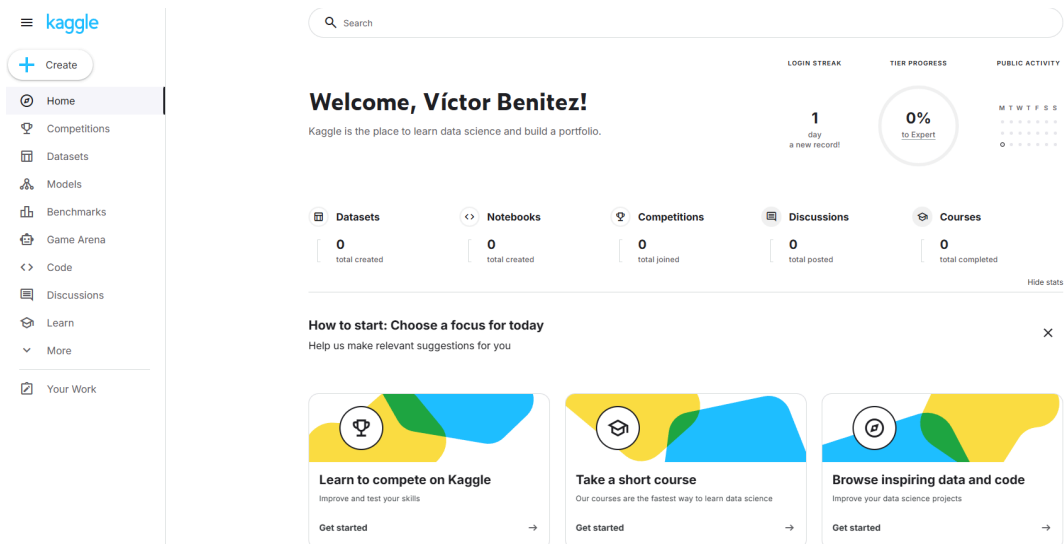 kaggle
Search
Create
Home
Competitions
Datasets
Models
Benchmarks
Game Arena
Code
Discussions
Learn
More
Your Work
Welcome, Víctor Benitez!
Kaggle is the place to learn data science and build a portfolio.
LOGIN STREAK
1
day
a new record!
TIER PROGRESS
0%
to Expert
PUBLIC ACTIVITY
M T W T F S S
Datasets
0
total created
Notebooks
0
total created
Competitions
0
total joined
Discussions
0
total posted
Courses
0
total completed
Hide stats
How to start: Choose a focus for today
Help us make relevant suggestions for you
Learn to compete on Kaggle
Improve and test your skills
Get started
Take a short course
Our courses are the fastest way to learn data science
Get started
Browse inspiring data and code
Improve your data science projects
Get started